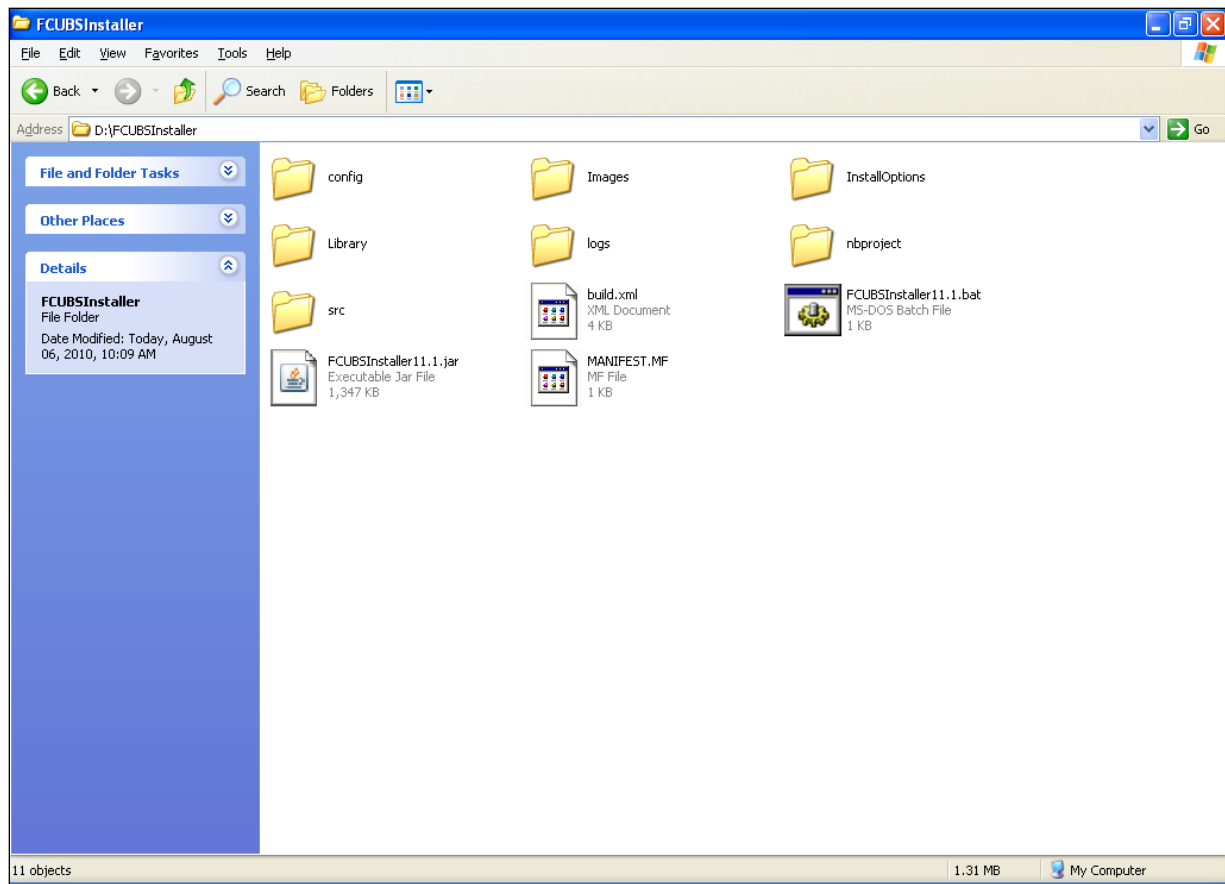 FCUBSInstaller
File Edit View Favorites Tools Help
Back Search Folders
Address D:\FCUBSInstaller Go
File and Folder Tasks
Other Places
Details
FCUBSInstaller
File Folder
Date Modified: Today, August
06, 2010, 10:09 AM
config Images InstallOptions
Library logs nbproject
src
build.xml
XML Document
4 KB
FCUBSInstaller11.1.bat
MS-DOS Batch File
1 KB
FCUBSInstaller11.1.jar
Executable Jar File
1,347 KB
MANIFEST.MF
MF File
1 KB
11 objects 1.31 MB My Computer